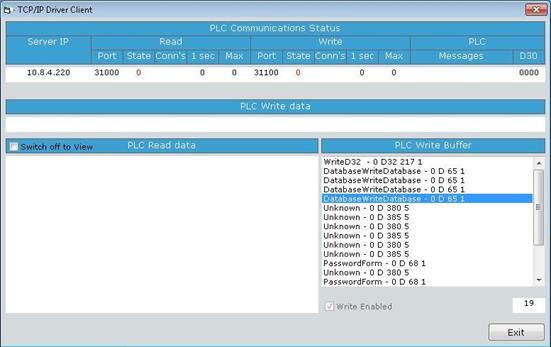 TCP/IP Driver Client
PLC Communications Status
Server IP Read Write PLC
Port State Conn's 1 sec Max Port State Conn's 1 sec Max Messages D30
10.8.4.220 31000 0 0 0 31100 0 0 0 0000
PLC Write data
Switch off to View PLC Read data
PLC Write Buffer
WriteD32 - 0 D32 217 1
DatabaseWriteDatabase - 0 D 65 1
DatabaseWriteDatabase - 0 D 65 1
DatabaseWriteDatabase - 0 D 65 1
DatabaseWriteDatabase - 0 D 65 1
Unknown - 0 D 380 5
Unknown - 0 D 385 5
Unknown - 0 D 380 5
Unknown - 0 D 385 5
Unknown - 0 D 380 5
Unknown - 0 D 385 5
PasswordForm - 0 D 68 1
Unknown - 0 D 380 5
Unknown - 0 D 385 5
Write Enabled
19
Exit